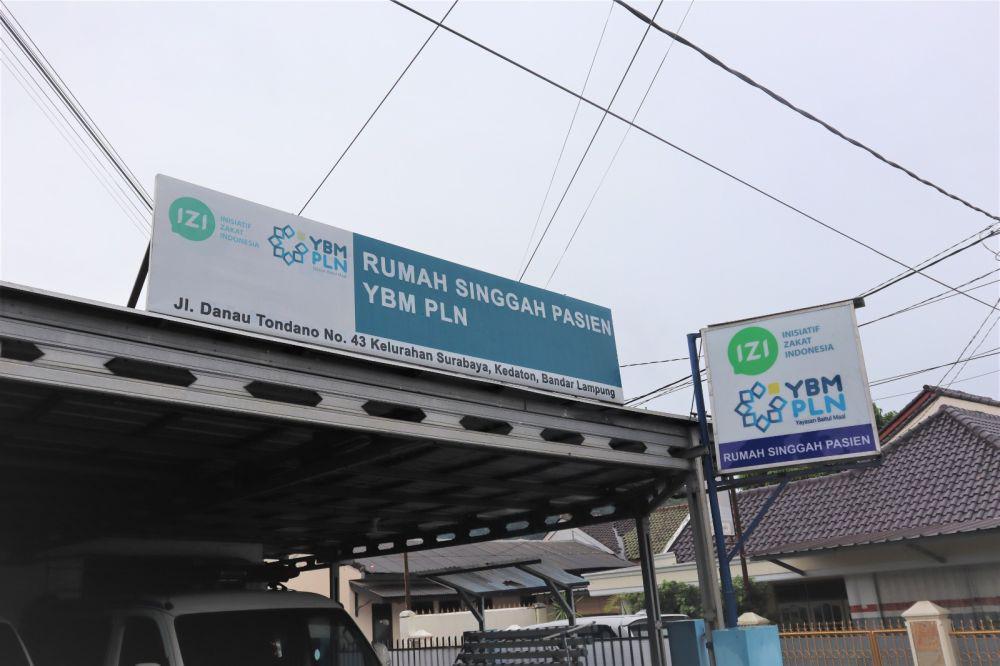 IZI
INISIATIF
ZAKAT
INDONESIA
YBM
PLN
RUMAH SINGGAH PASIEN
YBM PLN
Jl. Danau Tondano No. 43 Kelurahan Surabaya, Kedaton, Bandar Lampung
IZI
INISIATIF
ZAKAT
INDONESIA
YBM
PLN
Yayasan Baitul Maal
RUMAH SINGGAH PASIEN